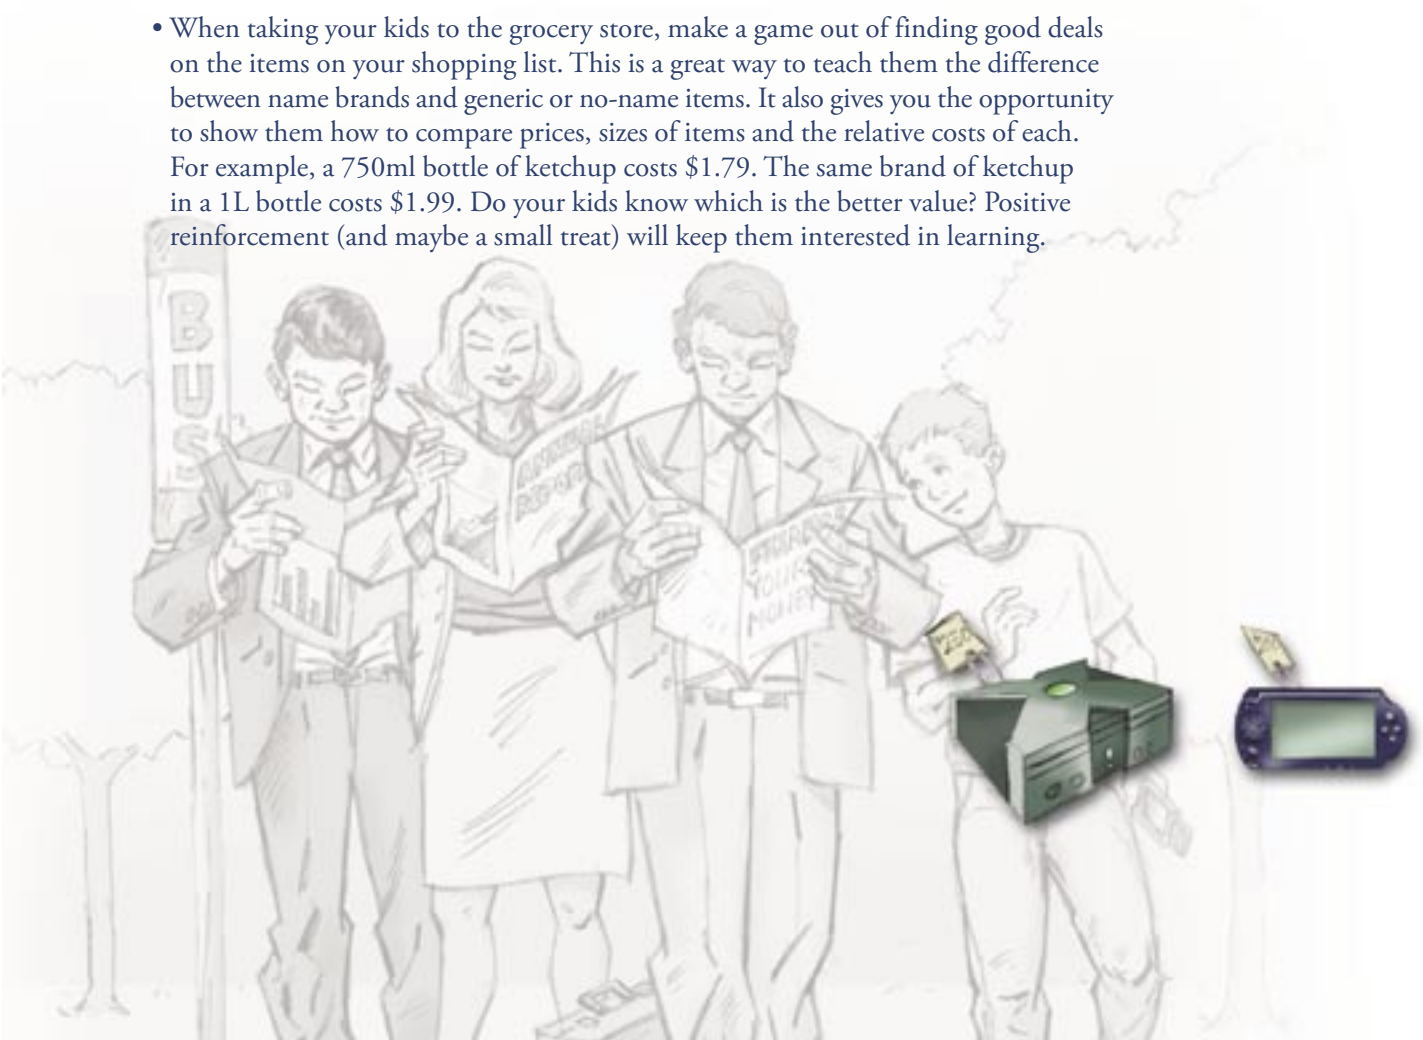 • When taking your kids to the grocery store, make a game out of finding good deals
on the items on your shopping list. This is a great way to teach them the difference
between name brands and generic or no-name items. It also gives you the opportunity
to show them how to compare prices, sizes of items and the relative costs of each.
For example, a 750ml bottle of ketchup costs $1.79. The same brand of ketchup
in a 1L bottle costs $1.99. Do your kids know which is the better value? Positive
reinforcement (and maybe a small treat) will keep them interested in learning.
BUS
ANNUAL
REPORT
YOUR
MONEY